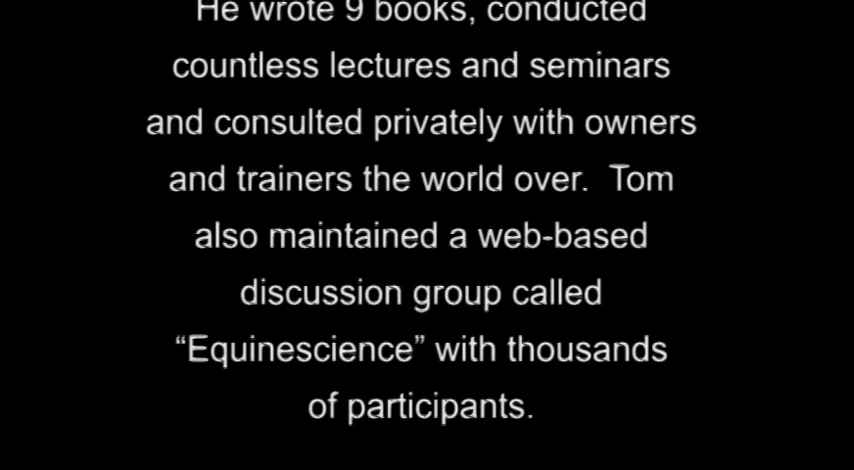 He wrote 9 books, conducted
countless lectures and seminars
and consulted privately with owners
and trainers the world over.  Tom
also maintained a web-based
discussion group called
“Equinescience” with thousands
of participants.